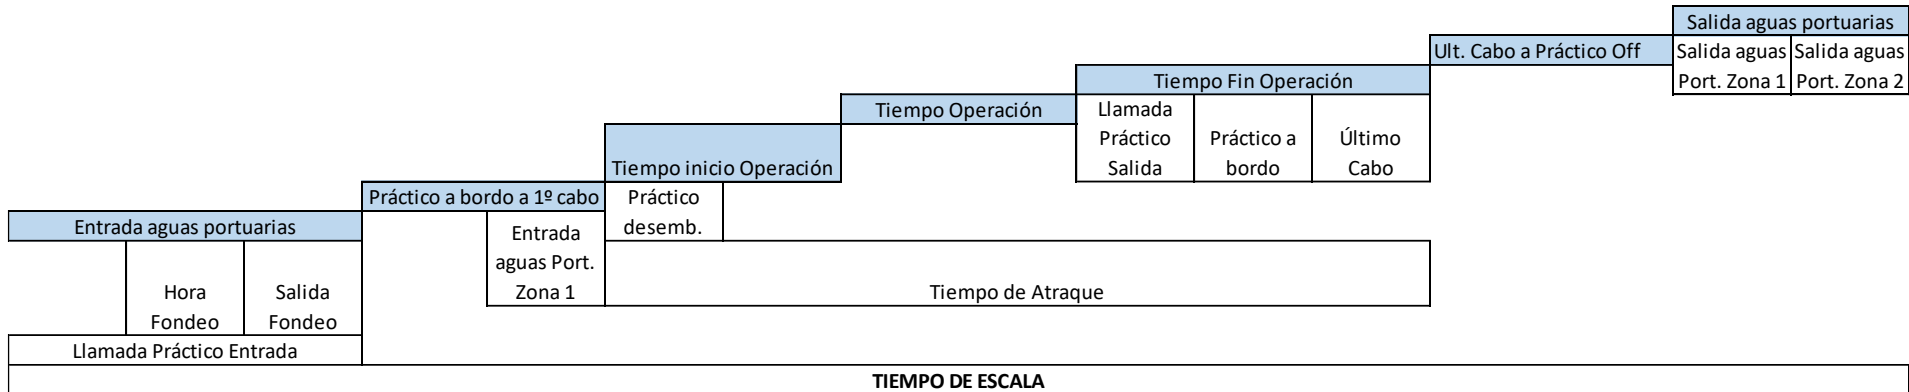 Salida aguas portuarias
Ult. Cabo a Práctico Off
Salida aguas
Port. Zona 1
Salida aguas
Port. Zona 2
Tiempo Fin Operación
Tiempo Operación
Llamada
Práctico
Salida
Práctico a
bordo
Último
Cabo
Tiempo inicio Operación
Práctico a bordo a 1º cabo
Práctico
desemb.
Entrada aguas portuarias
Entrada
aguas Port.
Zona 1
Hora
Fondeo
Salida
Fondeo
Tiempo de Atraque
Llamada Práctico Entrada
TIEMPO DE ESCALA